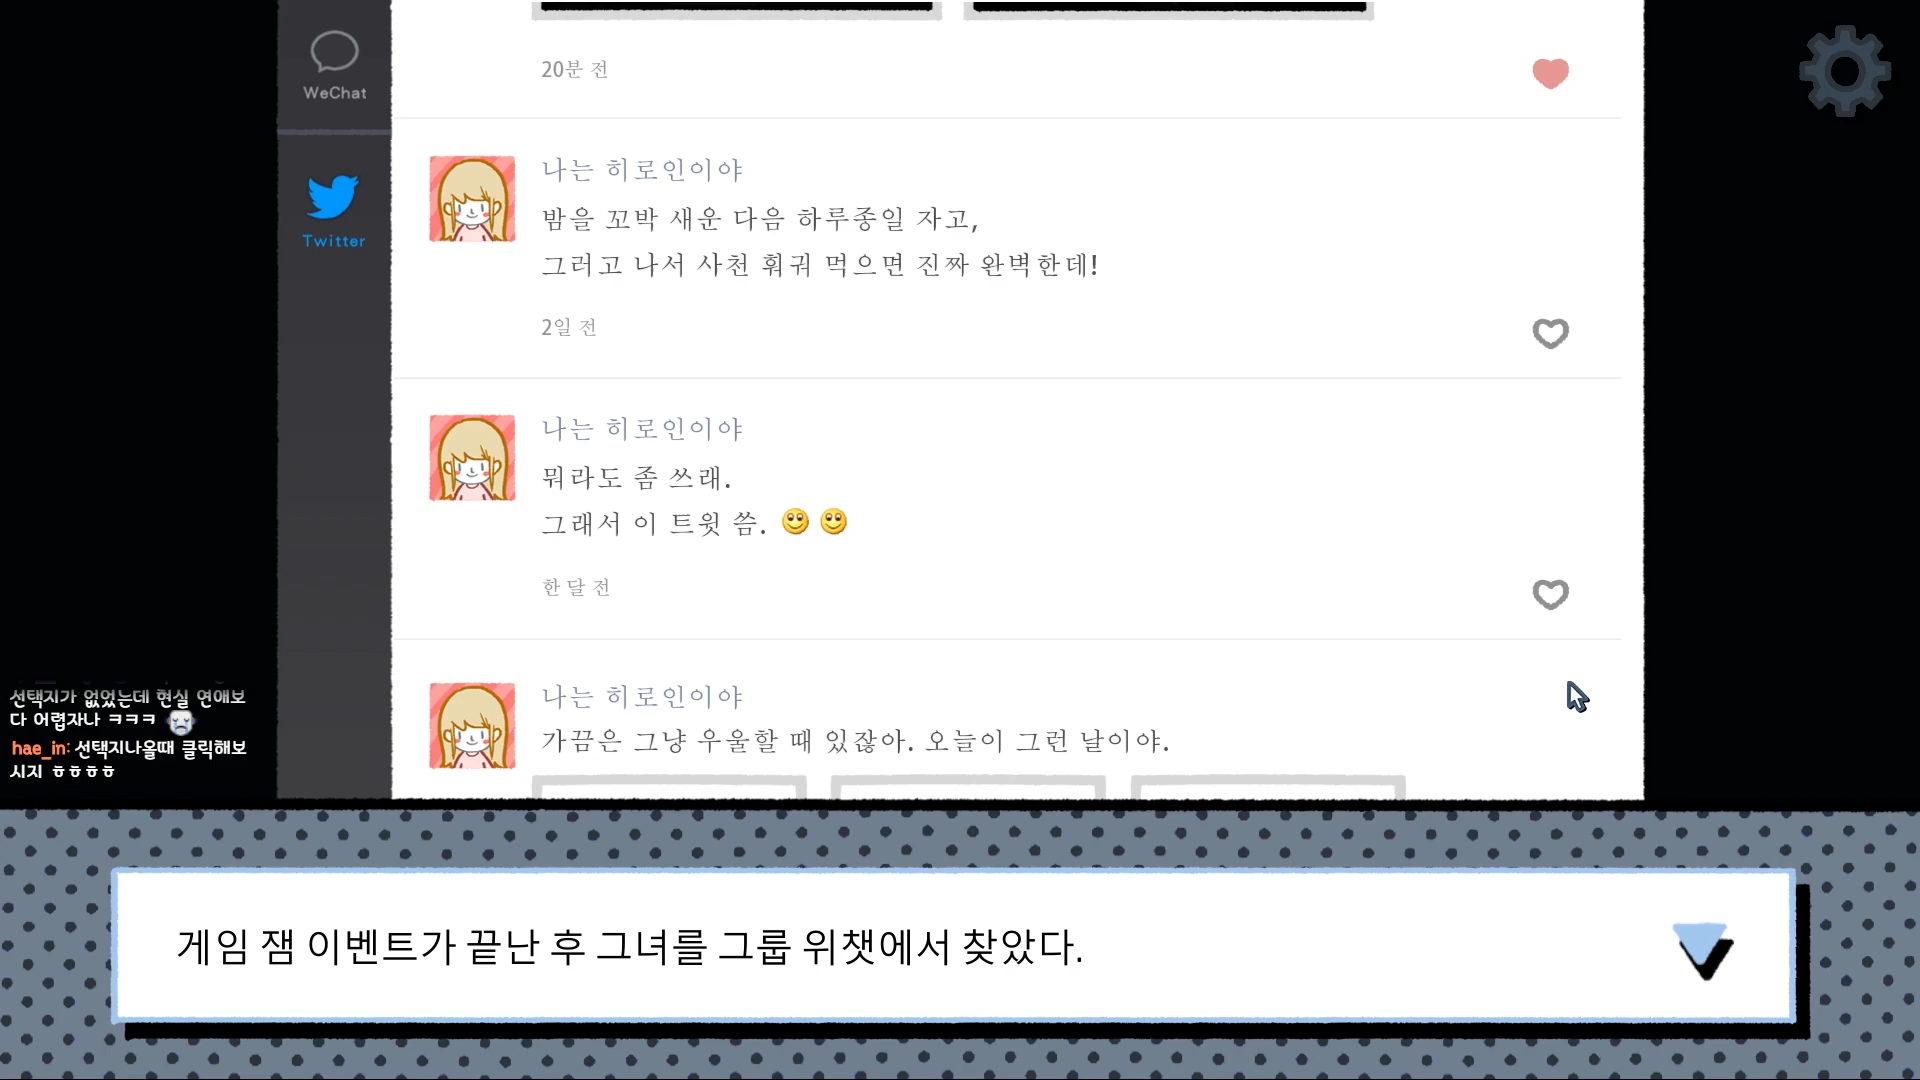 WeChat
Twitter
20분 전
나는 히로인이야
밤을 꼬박 새운 다음 하루종일 자고,
그러고 나서 사천 훠궈 먹으면 진짜 완벽한데!
2일 전
나는 히로인이야
뭐라도 좀 쓰래.
그래서 이 트윗 씀. 🙂 🙂
한 달 전
나는 히로인이야
가끔은 그냥 우울할 때 있잖아. 오늘이 그런 날이야.
선택지가 없었는데 현실 연애보
다 어렵자나 ㅋㅋㅋ
hae_in: 선택지나올때 클릭해보
시지 ㅎㅎㅎㅎ
게임 잼 이벤트가 끝난 후 그녀를 그룹 위챗에서 찾았다.